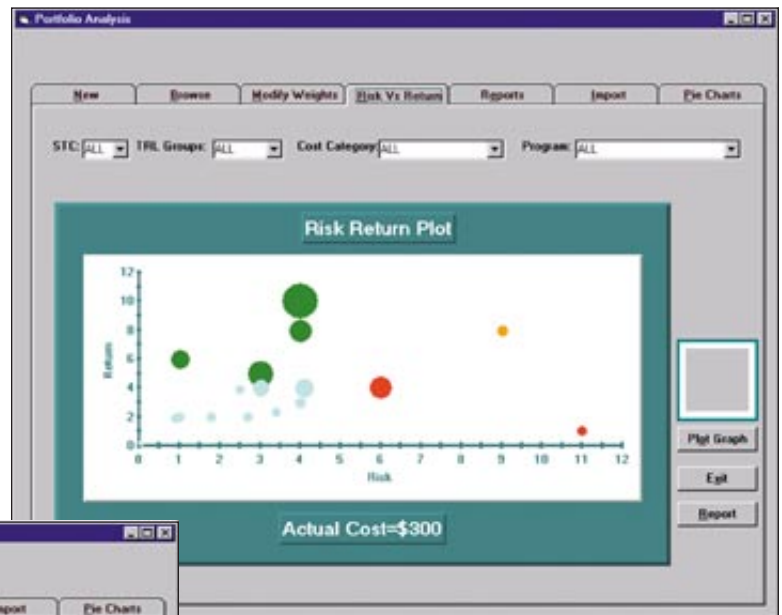 Portfolio Analysis
New Browse Modify Weights Risk Vs Return Reports Import Pie Charts
STC: ALL TRL Groups: ALL Cost Category: ALL Program: ALL
Risk Return Plot
12
10
8
6
4
2
0
Return
0 1 2 3 4 5 6 7 8 9 10 11 12
Risk
Actual Cost=$300
Plot Graph
Exit
Report
Pie Charts